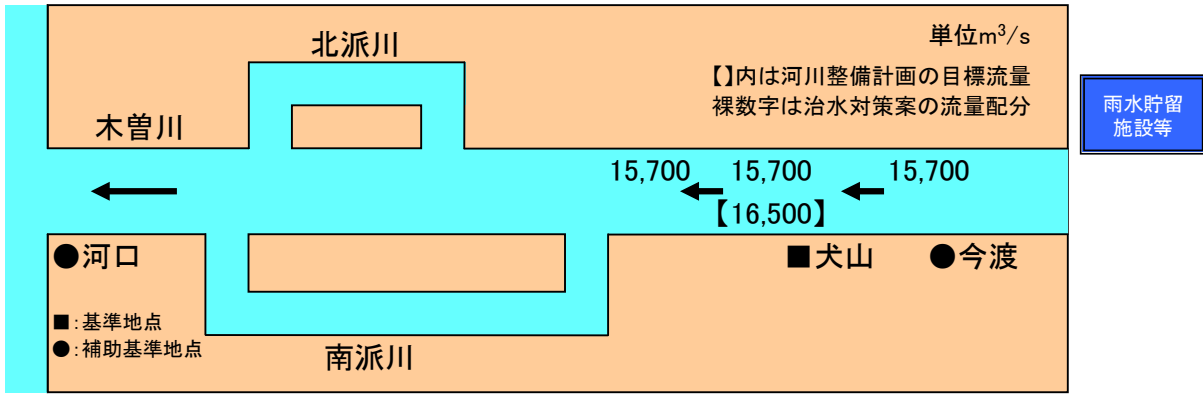 北派川
単位m³/s
【】内は河川整備計画の目標流量
裸数字は治水対策案の流量配分
雨水貯留
施設等
木曽川
15,700 15,700 15,700
【16,500】
●河口
■犬山 ●今渡
■：基準地点
●：補助基準地点
南派川